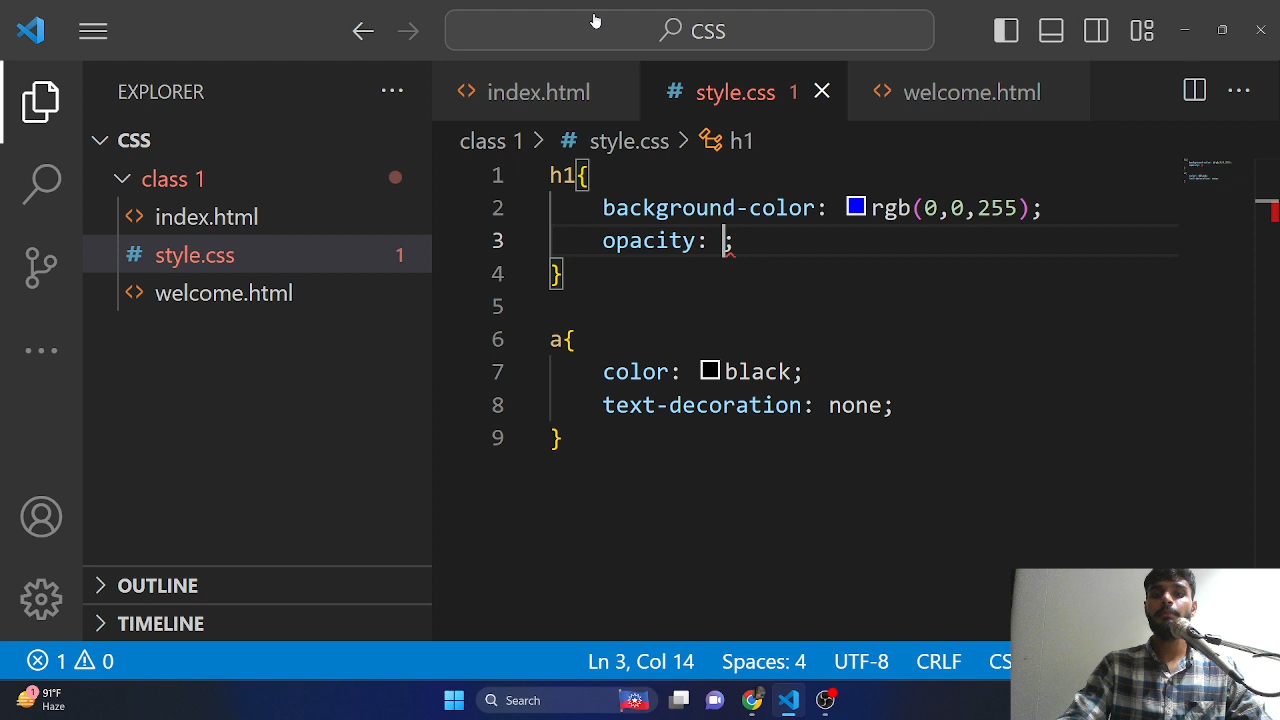 CSS
EXPLORER
index.html
style.css 1
welcome.html
CSS
class 1
index.html
style.css 1
welcome.html
class 1 > # style.css > h1
1 h1{
2 background-color: rgb(0,0,255);
3 opacity: ;
4 }
5
6 a{
7 color: black;
8 text-decoration: none;
9 }
OUTLINE
TIMELINE
1 0
Ln 3, Col 14
Spaces: 4
UTF-8
CRLF
CS
1
91°F
Haze
Search